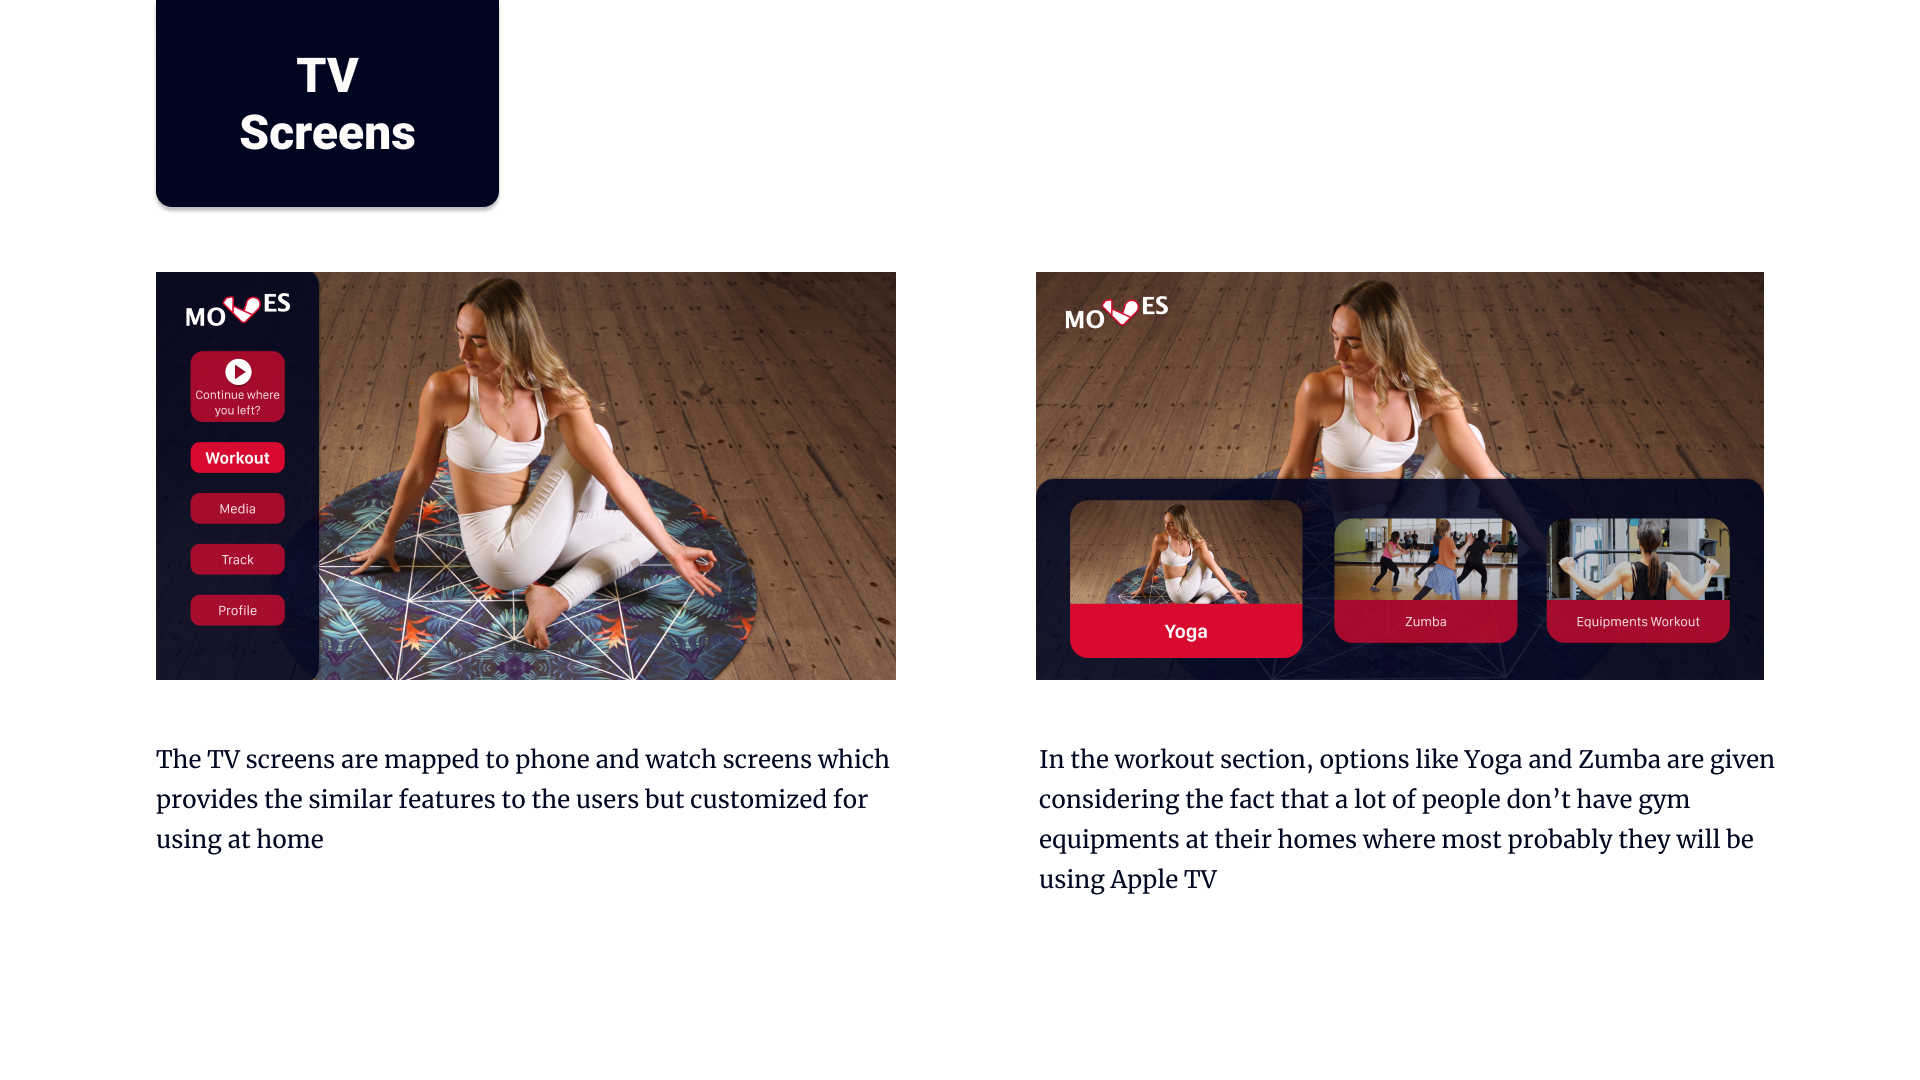 TV
Screens
MOVES
Continue where
you left?
Workout
Media
Track
Profile
MOVES
Yoga
Zumba
Equipments Workout
The TV screens are mapped to phone and watch screens which
provides the similar features to the users but customized for
using at home
In the workout section, options like Yoga and Zumba are given
considering the fact that a lot of people don’t have gym
equipments at their homes where most probably they will be
using Apple TV